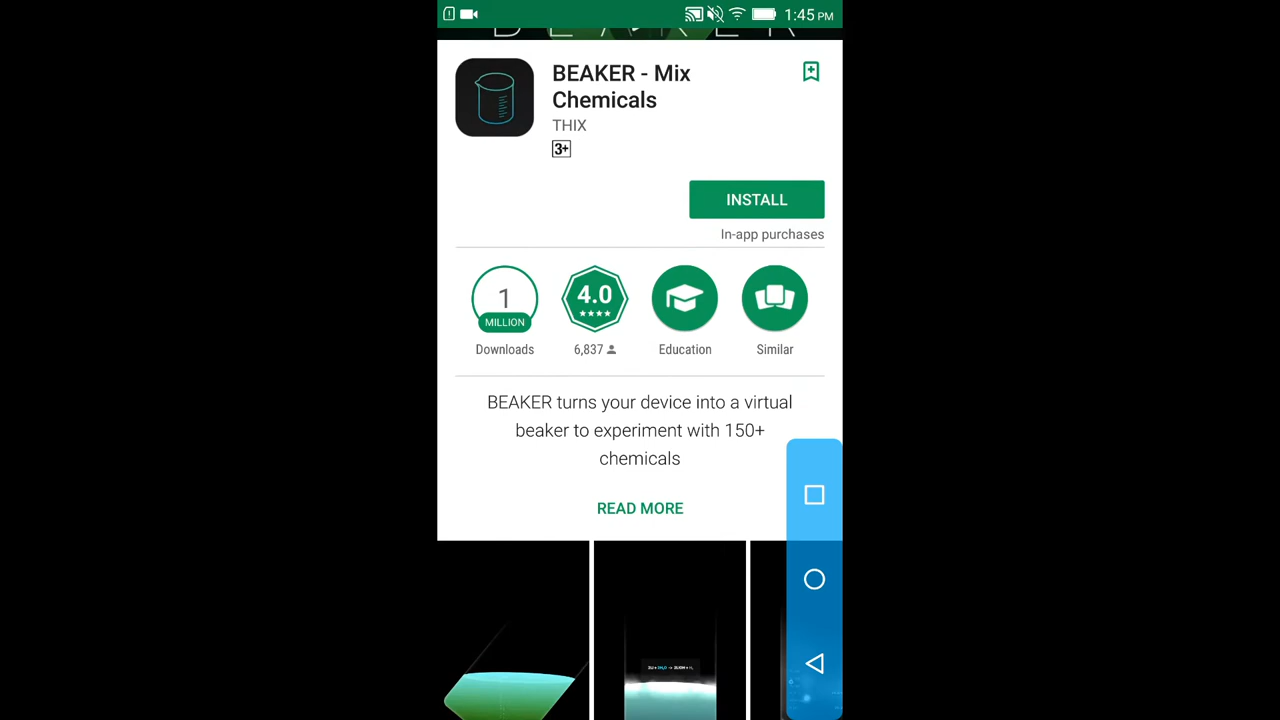 1:45 PM
BEAKER
BEAKER - Mix
Chemicals
THIX
3+
INSTALL
In-app purchases
1
MILLION
Downloads
4.0
6,837
Education
Similar
BEAKER turns your device into a virtual
beaker to experiment with 150+
chemicals
READ MORE